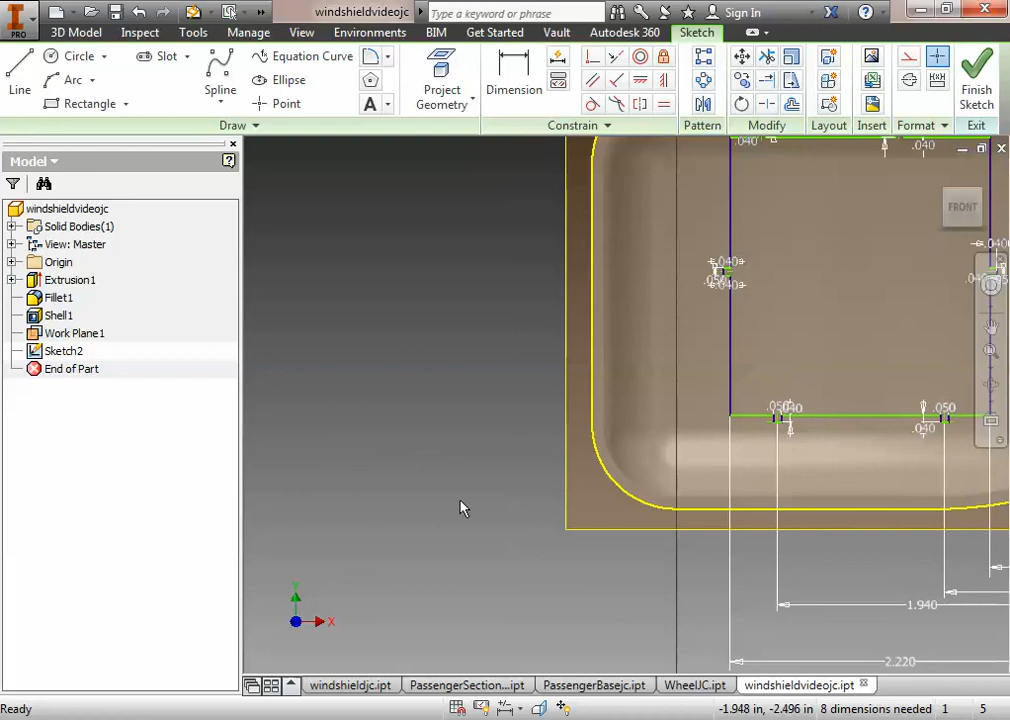 windshieldvideojc
Type a keyword or phrase
Sign In
PRO
3D Model
Inspect
Tools
Manage
View
Environments
BIM
Get Started
Vault
Autodesk 360
Sketch
Line
Circle
Arc
Rectangle
Slot
Spline
Equation Curve
Ellipse
Point
A
Project Geometry
Dimension
Finish Sketch
Draw
Constrain
Pattern
Modify
Layout
Insert
Format
Exit
Model
windshieldvideojc
Solid Bodies(1)
View: Master
Origin
Extrusion1
Fillet1
Shell1
Work Plane1
Sketch2
End of Part
FRONT
.040
.040
.040
.040
.040
.050
.040
.050
.040
1.940
2.220
Y
X
windshieldjc.ipt
PassengerSection...ipt
PassengerBasejc.ipt
WheelJC.ipt
windshieldvideojc.ipt
Ready
-1.948 in, -2.496 in
8 dimensions needed
1
5